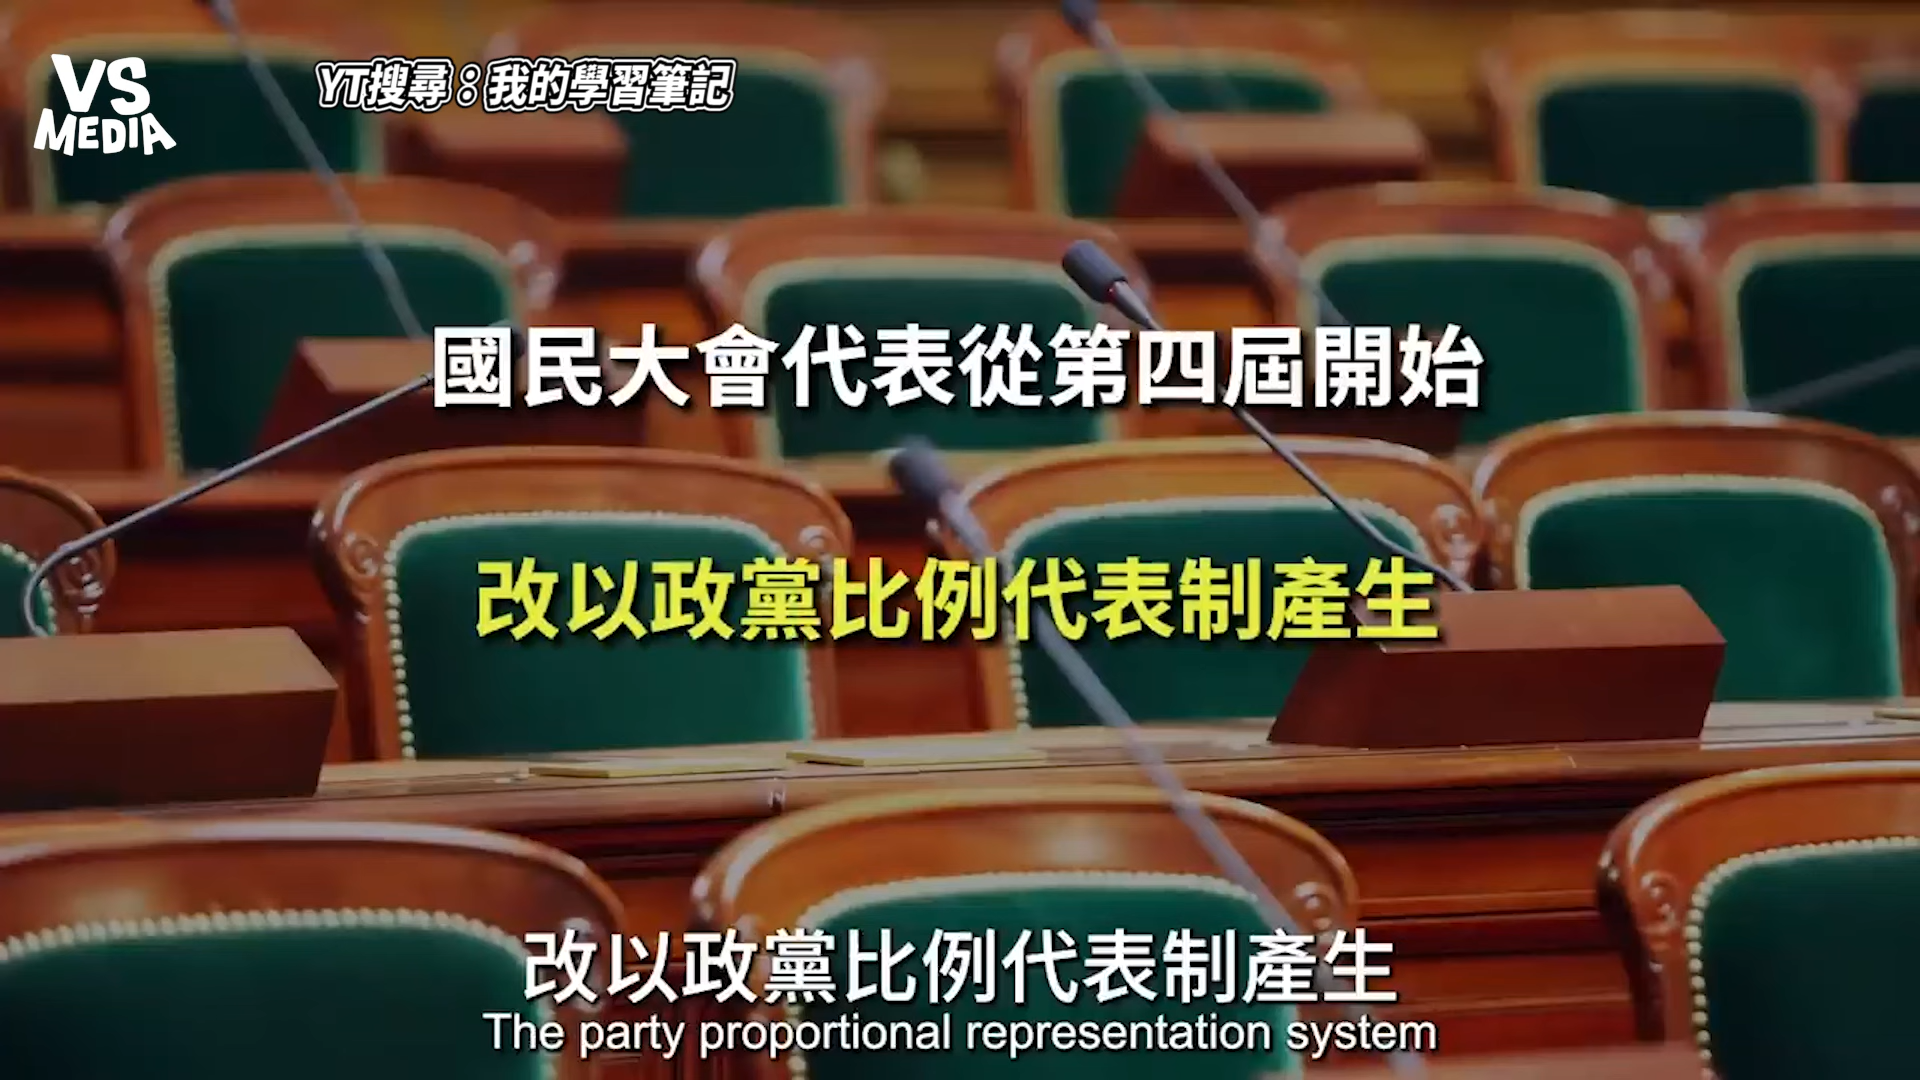 VS
MEDIA
YT搜尋：我的學習筆記
國民大會代表從第四屆開始
改以政黨比例代表制產生
改以政黨比例代表制產生
The party proportional representation system